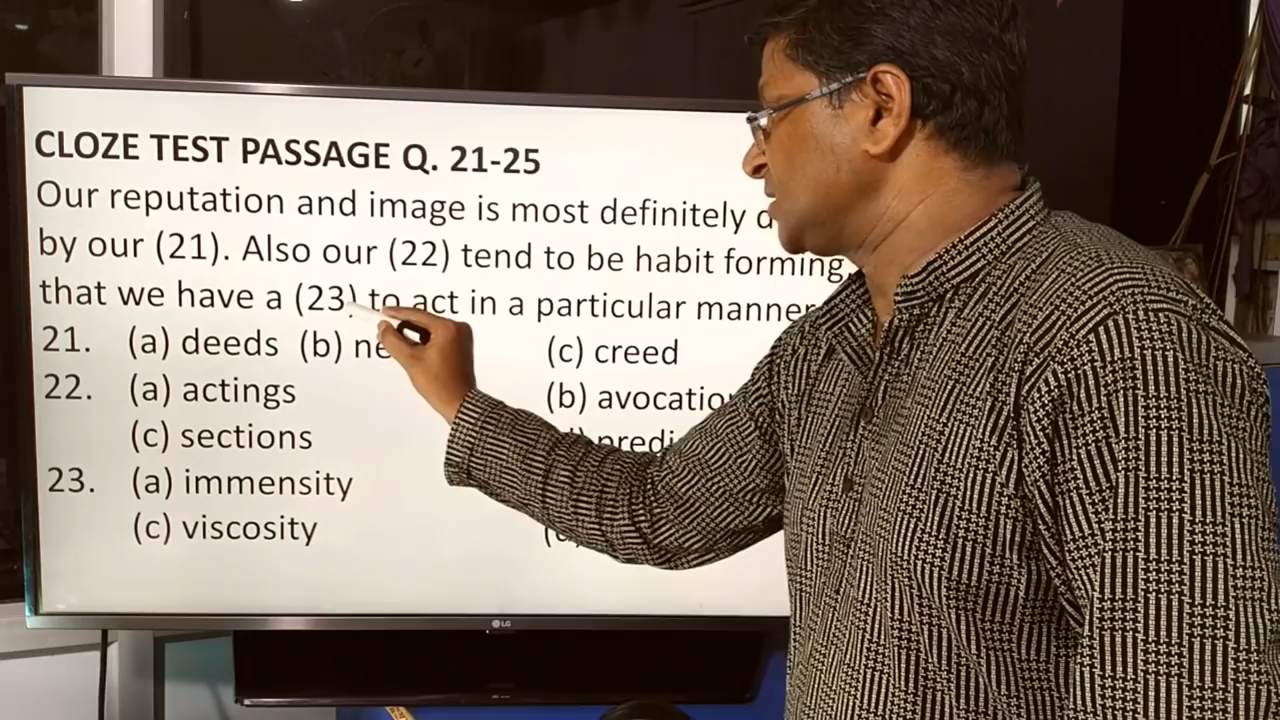 CLOZE TEST PASSAGE Q. 21-25
Our reputation and image is most definitely
by our (21). Also our (22) tend to be habit forming,
that we have a (23) to act in a particular manner
21. (a) deeds (b) (c) creed
22. (a) actings (b)
(c) sections
23. (a) immensity
(c) viscosity
LG